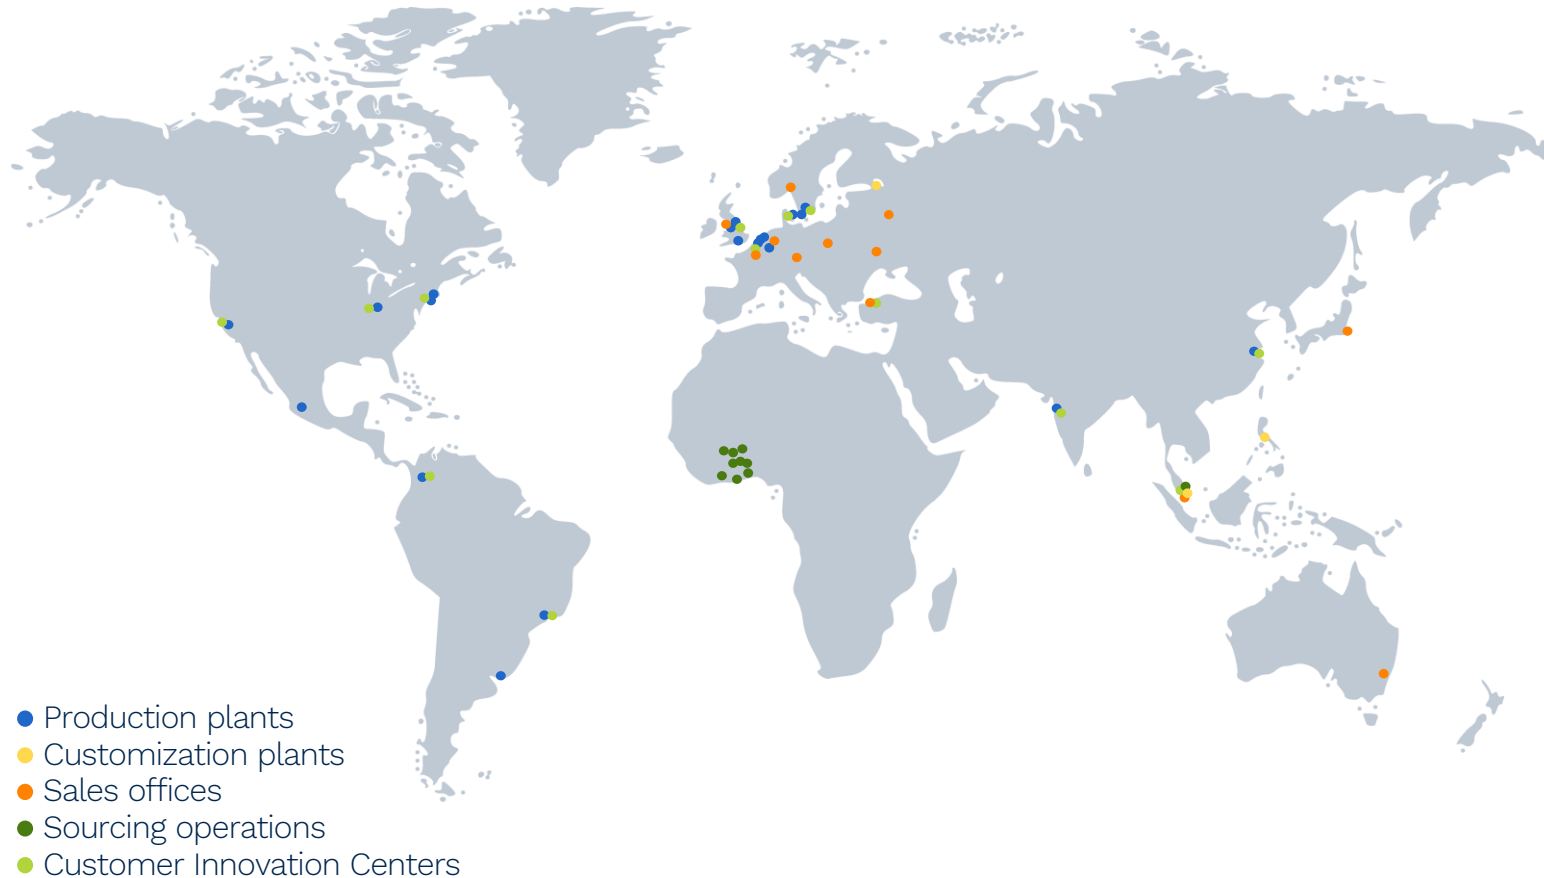 Production plants
Customization plants
Sales offices
Sourcing operations
Customer Innovation Centers